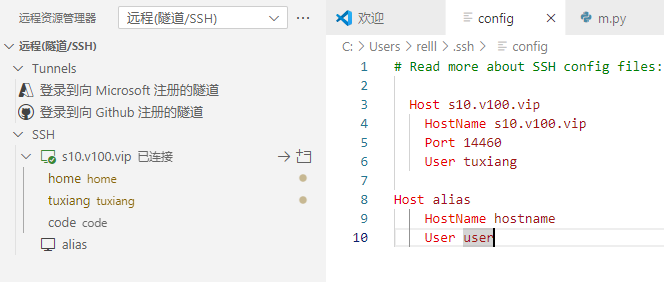 远程资源管理器
远程(隧道/SSH)
远程(隧道/SSH)
Tunnels
登录到向 Microsoft 注册的隧道
登录到向 Github 注册的隧道
SSH
s10.v100.vip 已连接
home home
tuxiang tuxiang
code code
alias
欢迎
config
m.py
C: > Users > relll > .ssh > config
1 # Read more about SSH config files:
2
3 Host s10.v100.vip
4 HostName s10.v100.vip
5 Port 14460
6 User tuxiang
7
8 Host alias
9 HostName hostname
10 User user